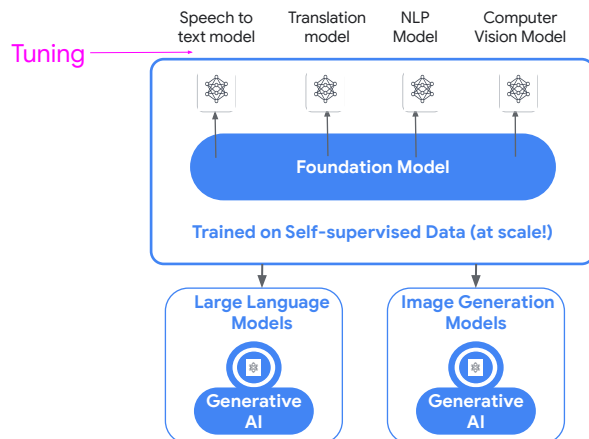 Speech to
text model
Translation
model
NLP
Model
Computer
Vision Model
Tuning
Foundation Model
Trained on Self-supervised Data (at scale!)
Large Language
Models
Image Generation
Models
Generative
AI
Generative
AI